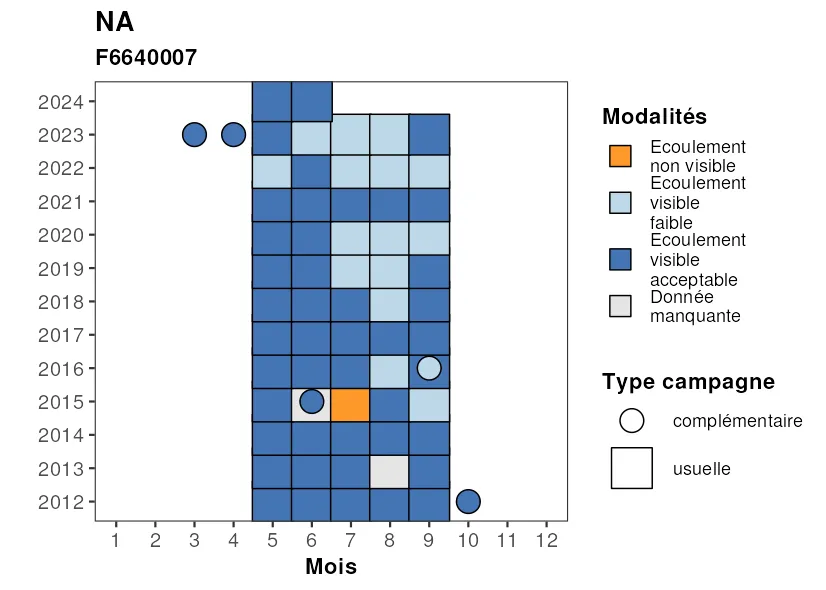 NA
F6640007
2024
2023
2022
2021
2020
2019
2018
2017
2016
2015
2014
2013
2012
1 2 3 4 5 6 7 8 9 10 11 12
Mois
Modalités
Ecoulement
non visible
Ecoulement
visible
faible
Ecoulement
visible
acceptable
Donnée
manquante
Type campagne
complémentaire
usuelle